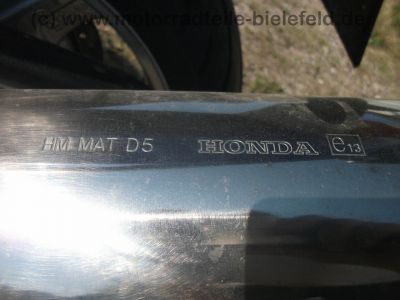 (c) www.motorradteile-bielefeld.de
HM MAT D5 HONDA e13